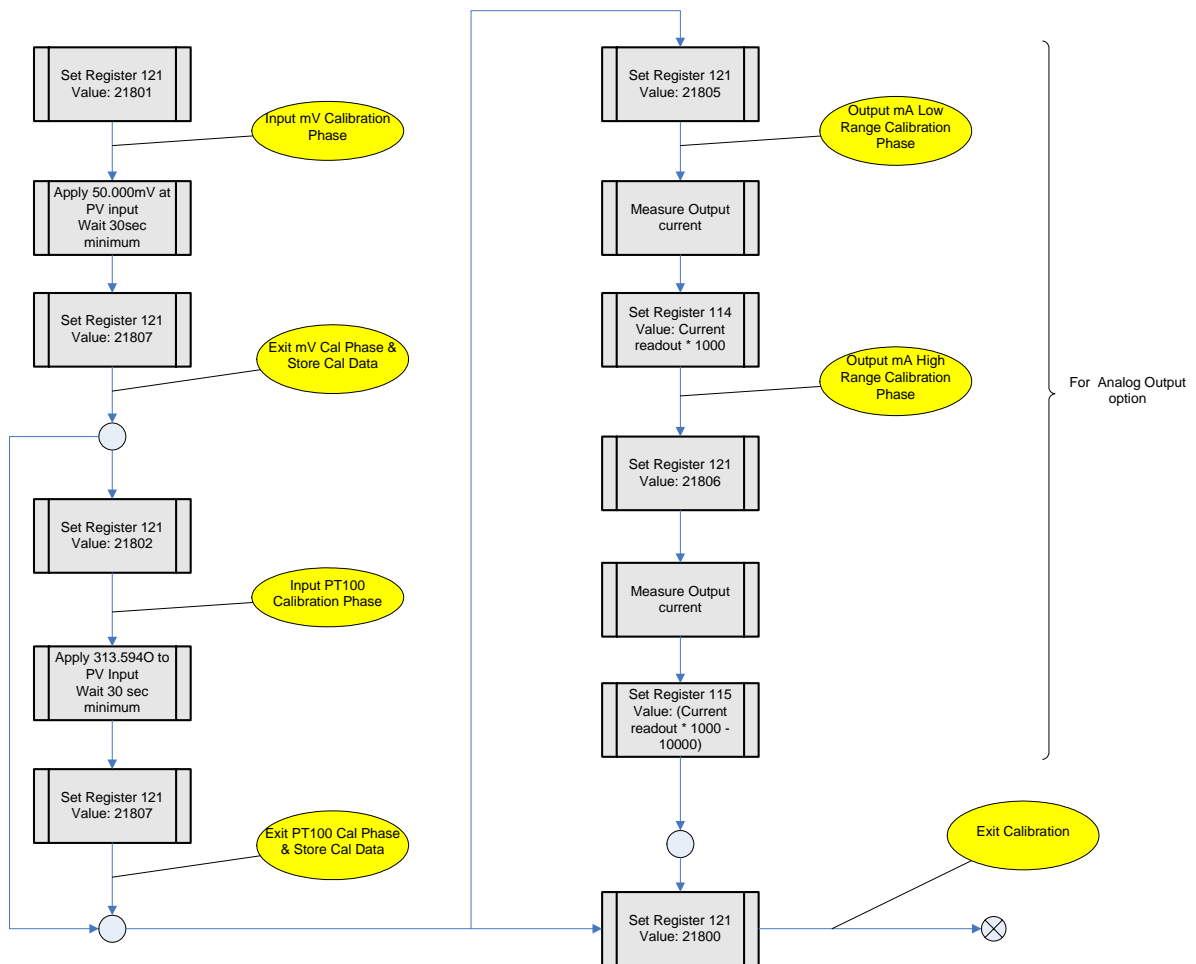 Set Register 121
Value: 21801
Input mV Calibration
Phase
Apply 50.000mV at
PV input
Wait 30sec
minimum
Set Register 121
Value: 21807
Exit mV Cal Phase &
Store Cal Data
Set Register 121
Value: 21802
Input PT100
Calibration Phase
Apply 313.594O to
PV Input
Wait 30 sec
minimum
Set Register 121
Value: 21807
Exit PT100 Cal Phase
& Store Cal Data
Set Register 121
Value: 21805
Output mA Low
Range Calibration
Phase
Measure Output
current
Set Register 114
Value: Current
readout * 1000
Output mA High
Range Calibration
Phase
For Analog Output
option
Set Register 121
Value: 21806
Measure Output
current
Set Register 115
Value: (Current
readout * 1000 -
10000)
Exit Calibration
Set Register 121
Value: 21800